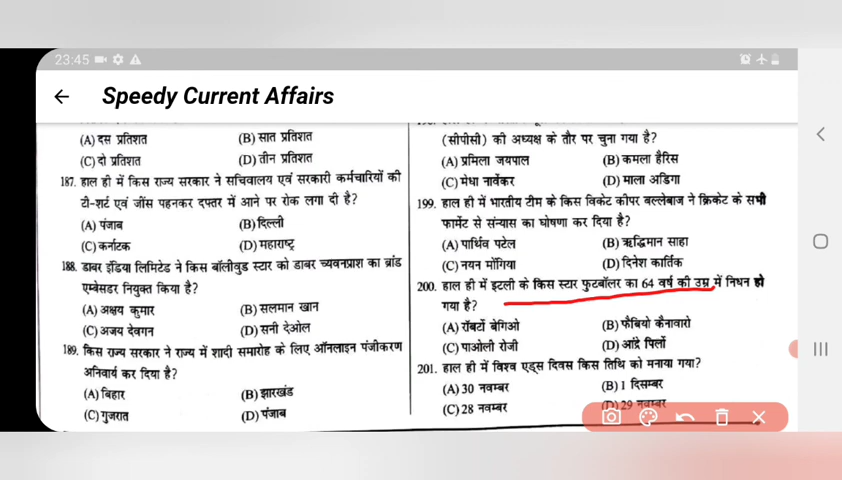 23:45
Speedy Current Affairs
(A) दस प्रतिशत (B) सात प्रतिशत
(C) दो प्रतिशत (D) तीन प्रतिशत
187. हाल ही में किस राज्य सरकार ने सचिवालय एवं सरकारी कर्मचारियों की
टी-शर्ट एवं जींस पहनकर दफ्तर में आने पर रोक लगा दी है?
(A) पंजाब (B) दिल्ली
(C) कर्नाटक (D) महाराष्ट्र
188. डाबर इंडिया लिमिटेड ने किस बॉलीवुड स्टार को डाबर च्यवनप्राश का ब्रांड
एम्बेसडर नियुक्त किया है?
(A) अक्षय कुमार (B) सलमान खान
(C) अजय देवगन (D) सनी देओल
189. किस राज्य सरकार ने राज्य में शादी समारोह के लिए ऑनलाइन पंजीकरण
अनिवार्य कर दिया है?
(A) बिहार (B) झारखंड
(C) गुजरात (D) पंजाब
(सीपीसी) की अध्यक्ष के तौर पर चुना गया है?
(A) प्रमिला जयपाल (B) कमला हैरिस
(C) मेधा नार्वेकर (D) माला अडिगा
199. हाल ही में भारतीय टीम के किस विकेट कीपर बल्लेबाज ने क्रिकेट के सभी
फार्मेट से संन्यास का घोषणा कर दिया है?
(A) पार्थिव पटेल (B) ऋद्धिमान साहा
(C) नयन मोंगिया (D) दिनेश कार्तिक
200. हाल ही में इटली के किस स्टार फुटबॉलर का 64 वर्ष की उम्र में निधन हो
गया है?
(A) रॉबर्टो बेगिओ (B) फैबियो कैनावारो
(C) पाओली रोजी (D) आंद्रे पिर्लो
201. हाल ही में विश्व एड्स दिवस किस तिथि को मनाया गया?
(A) 30 नवम्बर (B) 1 दिसम्बर
(C) 28 नवम्बर (D) 29 नवम्बर